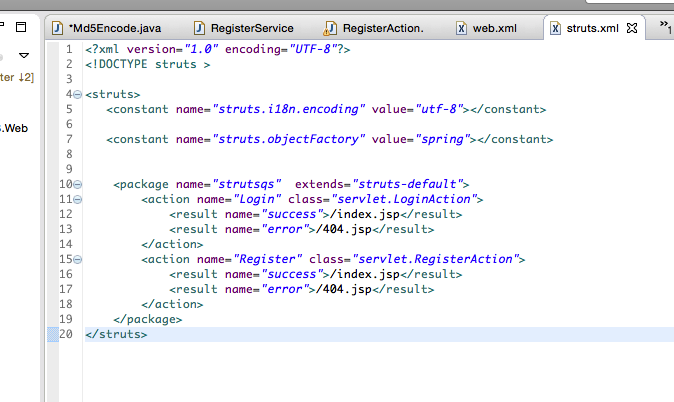 *Md5Encode.java RegisterService RegisterAction. web.xml struts.xml »1
ter ↓2]
.Web
1 <?xml version="1.0" encoding="UTF-8"?>
2 <!DOCTYPE struts >
3
4 <struts>
5 <constant name="struts.i18n.encoding" value="utf-8"></constant>
6
7 <constant name="struts.objectFactory" value="spring"></constant>
8
9
10 <package name="strutsqs" extends="struts-default">
11 <action name="Login" class="servlet.LoginAction">
12 <result name="success">/index.jsp</result>
13 <result name="error">/404.jsp</result>
14 </action>
15 <action name="Register" class="servlet.RegisterAction">
16 <result name="success">/index.jsp</result>
17 <result name="error">/404.jsp</result>
18 </action>
19 </package>
20 </struts>